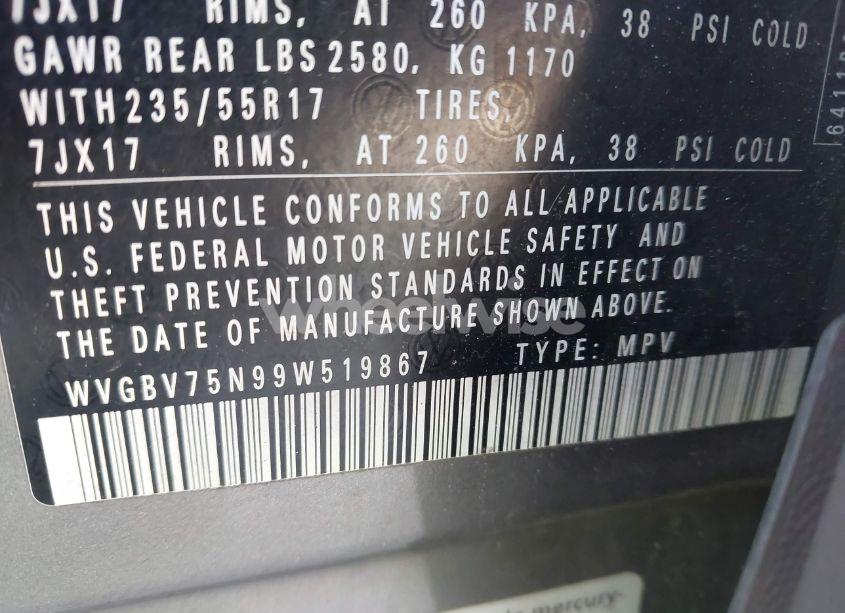 7JX17 RIMS, AT 260 KPA, 38 PSI COLD
GAWR REAR LBS 2580, KG 1170
WITH 235/55R17 TIRES,
7JX17 RIMS, AT 260 KPA, 38 PSI COLD
THIS VEHICLE CONFORMS TO ALL APPLICABLE
U.S. FEDERAL MOTOR VEHICLE SAFETY AND
THEFT PREVENTION STANDARDS IN EFFECT ON
THE DATE OF MANUFACTURE SHOWN ABOVE.
WVGBV75N99W519867 TYPE: MPV
wheelwise
mercury.